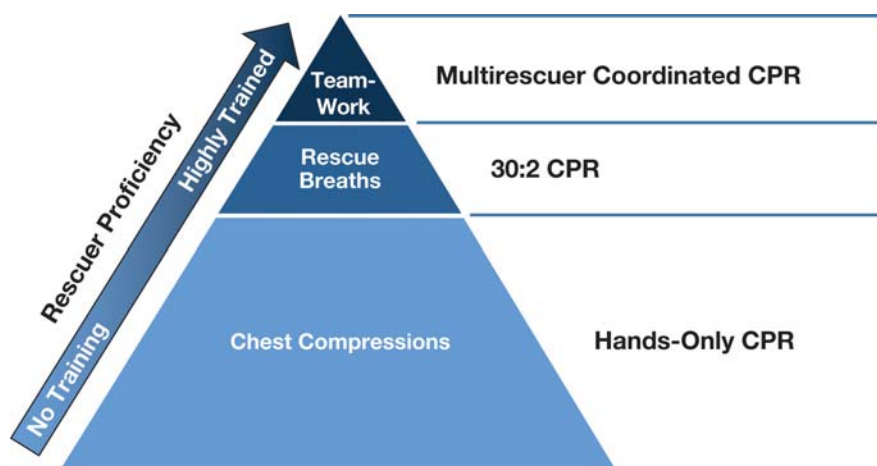 Rescuer Proficiency
No Training
Highly Trained
Team-
Work
Multirescuer Coordinated CPR
Rescue
Breaths
30:2 CPR
Chest Compressions
Hands-Only CPR